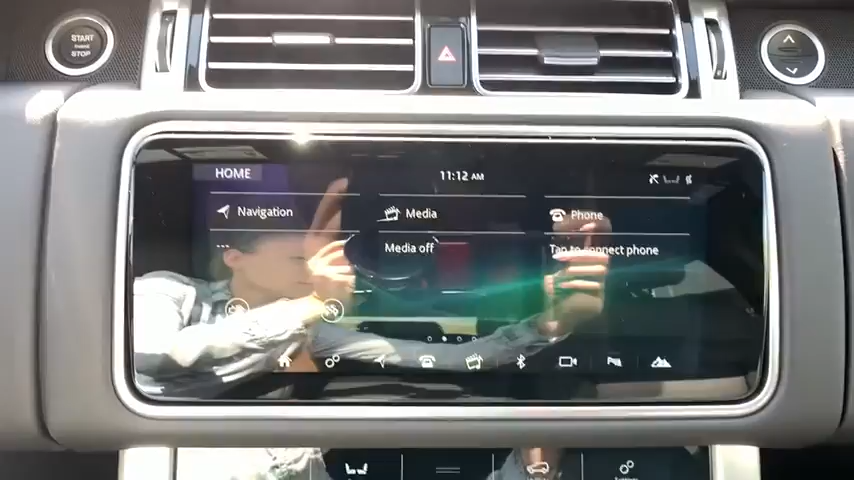 START
STOP
HOME
11:12 AM
Navigation
Media
Phone
...
Media off
Tap to connect phone